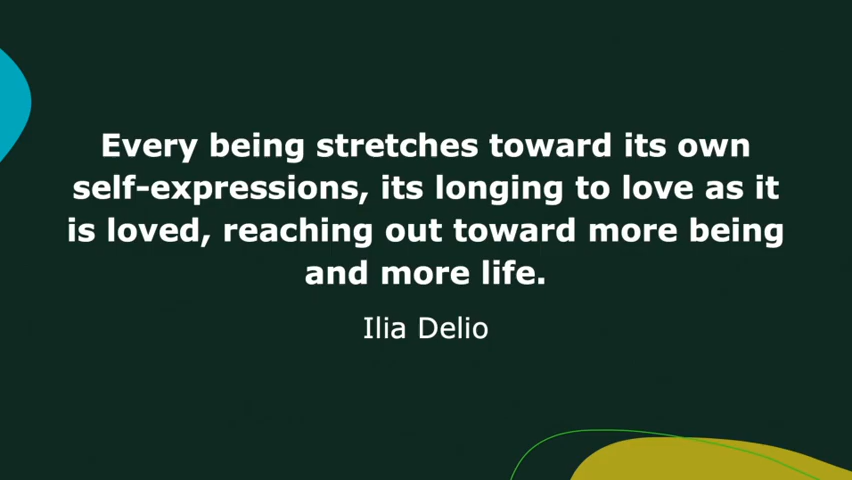 Every being stretches toward its own
self-expressions, its longing to love as it
is loved, reaching out toward more being
and more life.
Ilia Delio